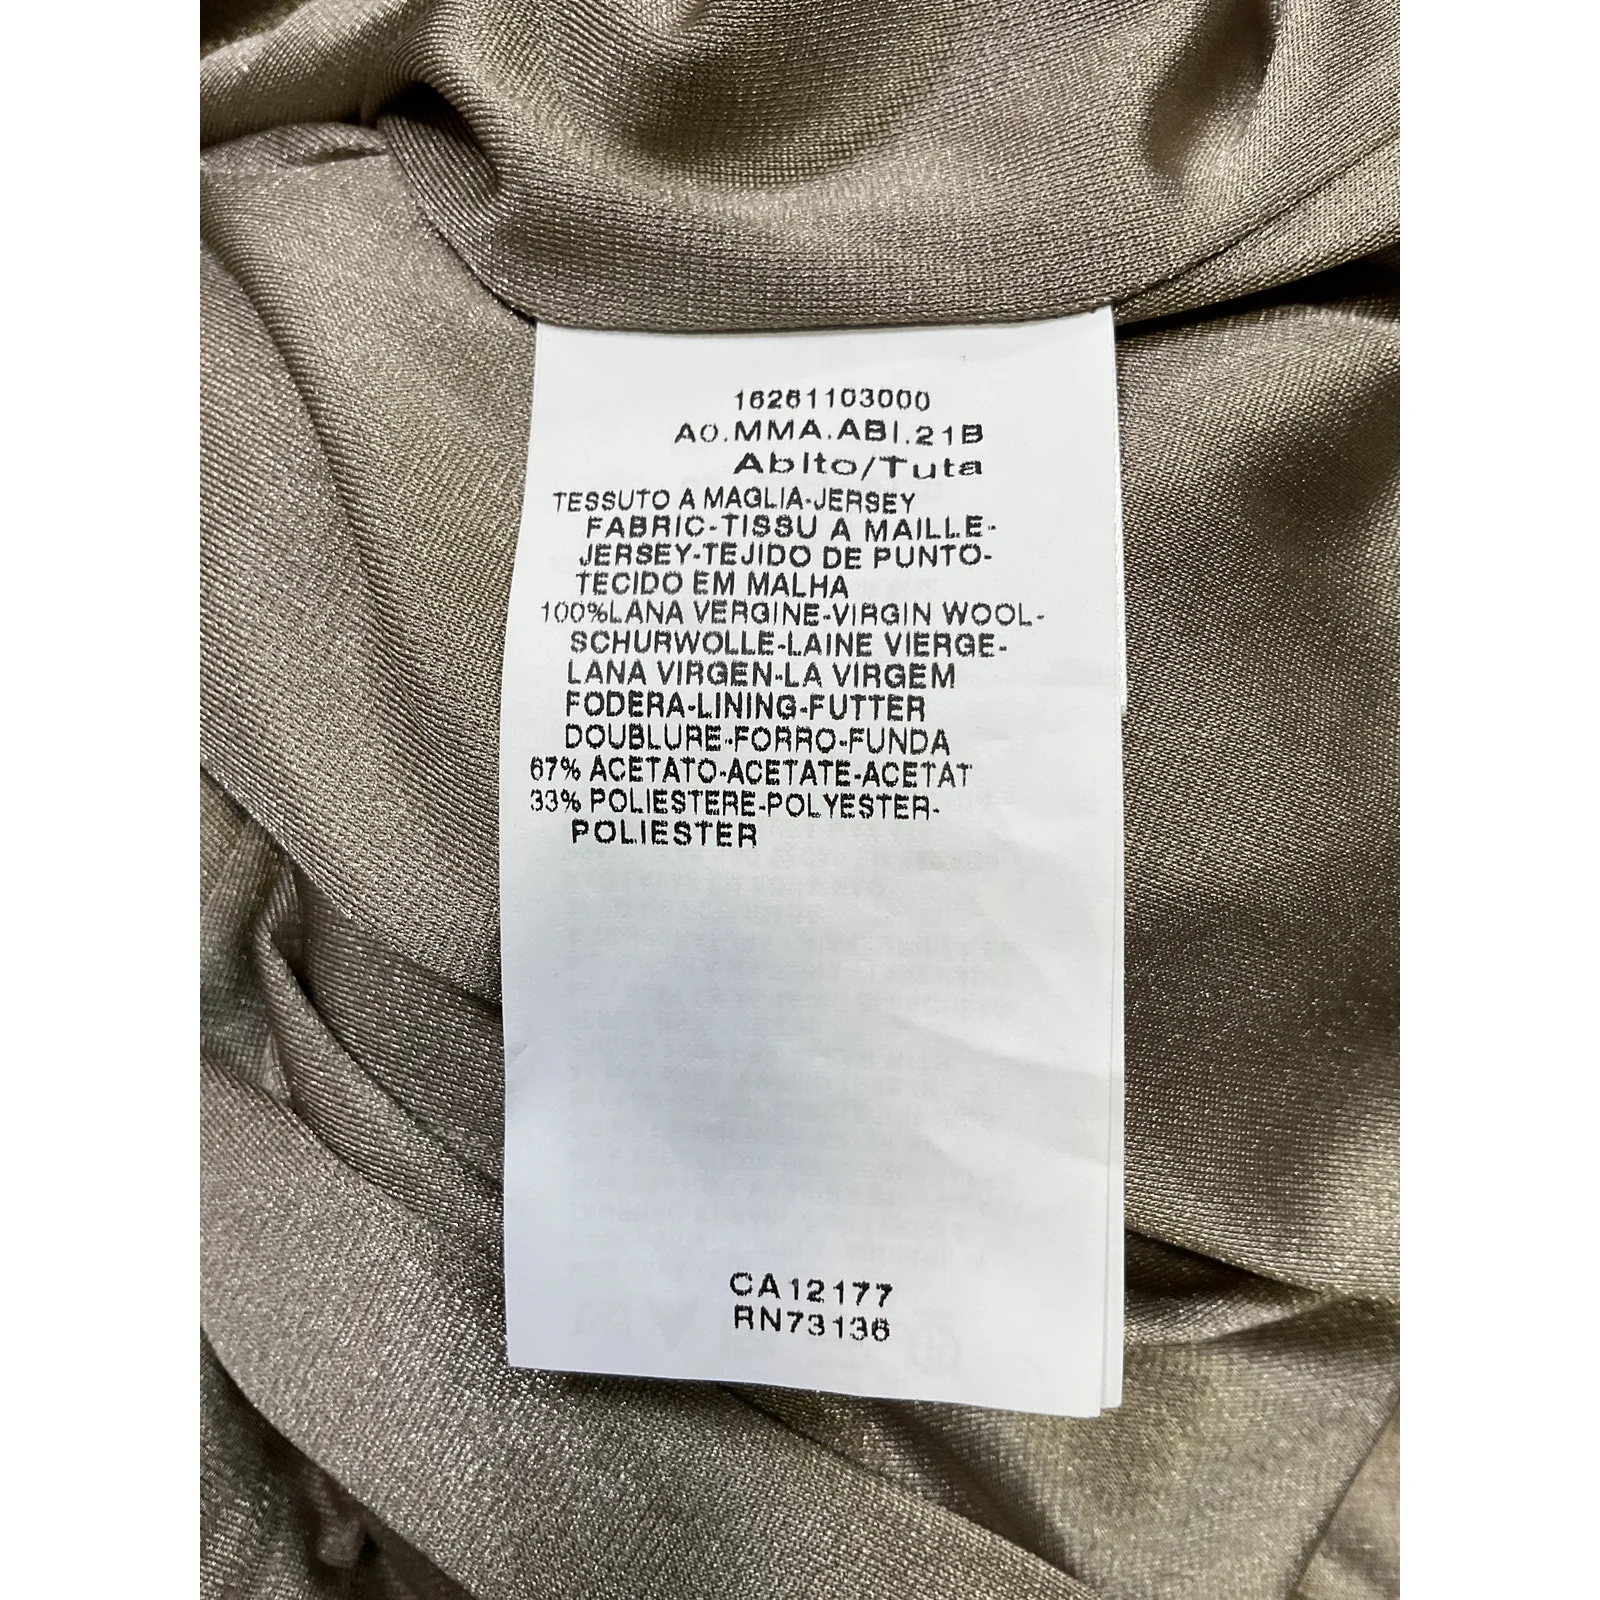 16261103000
A0.MMA.ABI.21B
Abito/Tuta
TESSUTO A MAGLIA-JERSEY
FABRIC-TISSU A MAILLE-
JERSEY-TEJIDO DE PUNTO-
TECIDO EM MALHA
100%LANA VERGINE-VIRGIN WOOL-
SCHURWOLLE-LAINE VIERGE-
LANA VIRGEN-LA VIRGEM
FODERA-LINING-FUTTER
DOUBLURE-FORRO-FUNDA
67% ACETATO-ACETATE-ACETAT
33% POLIESTERE-POLYESTER-
POLIESTER
CA12177
RN73136